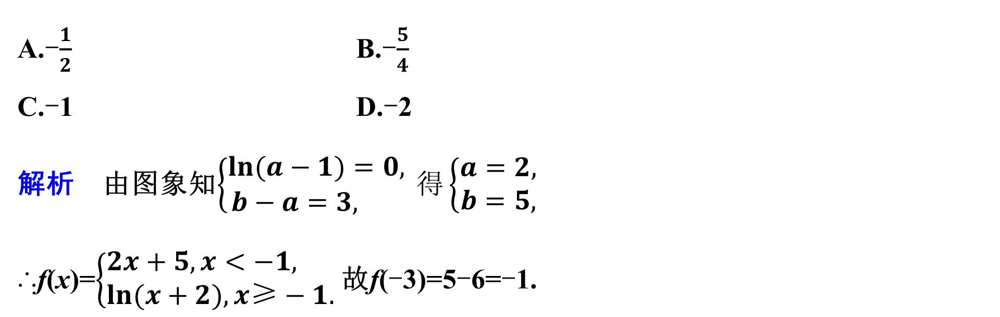 A.-\frac{1}{2} B.-\frac{5}{4}
C.-1 D.-2
解析 由图象知\begin{cases} \ln(a-1)=0, \\ b-a=3, \end{cases} 得\begin{cases} a=2, \\ b=5, \end{cases}
∴f(x)=\begin{cases} 2x+5,x<-1, \\ \ln(x+2),x⩾-1. \end{cases} 故f(-3)=5-6=-1.